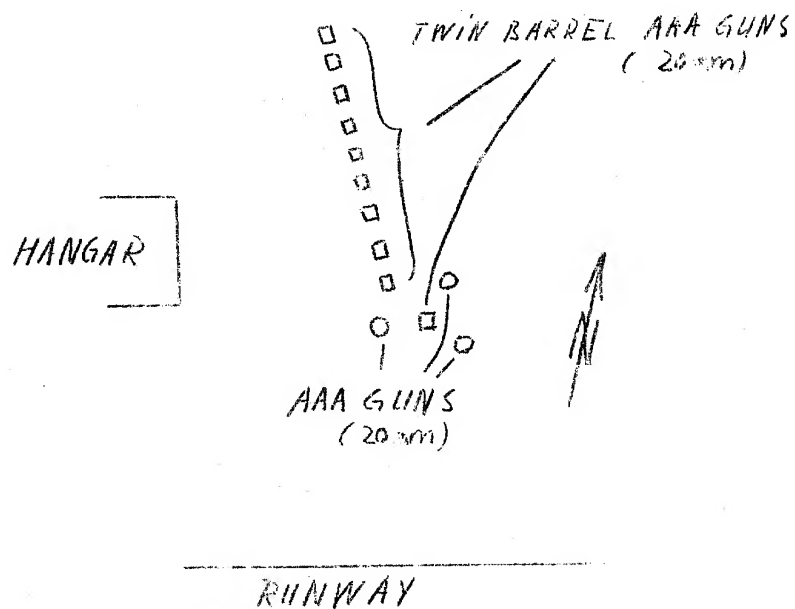 TWIN BARREL AAA GUNS
(20mm)
HANGAR
N
AAA GUNS
(20mm)
RUNWAY